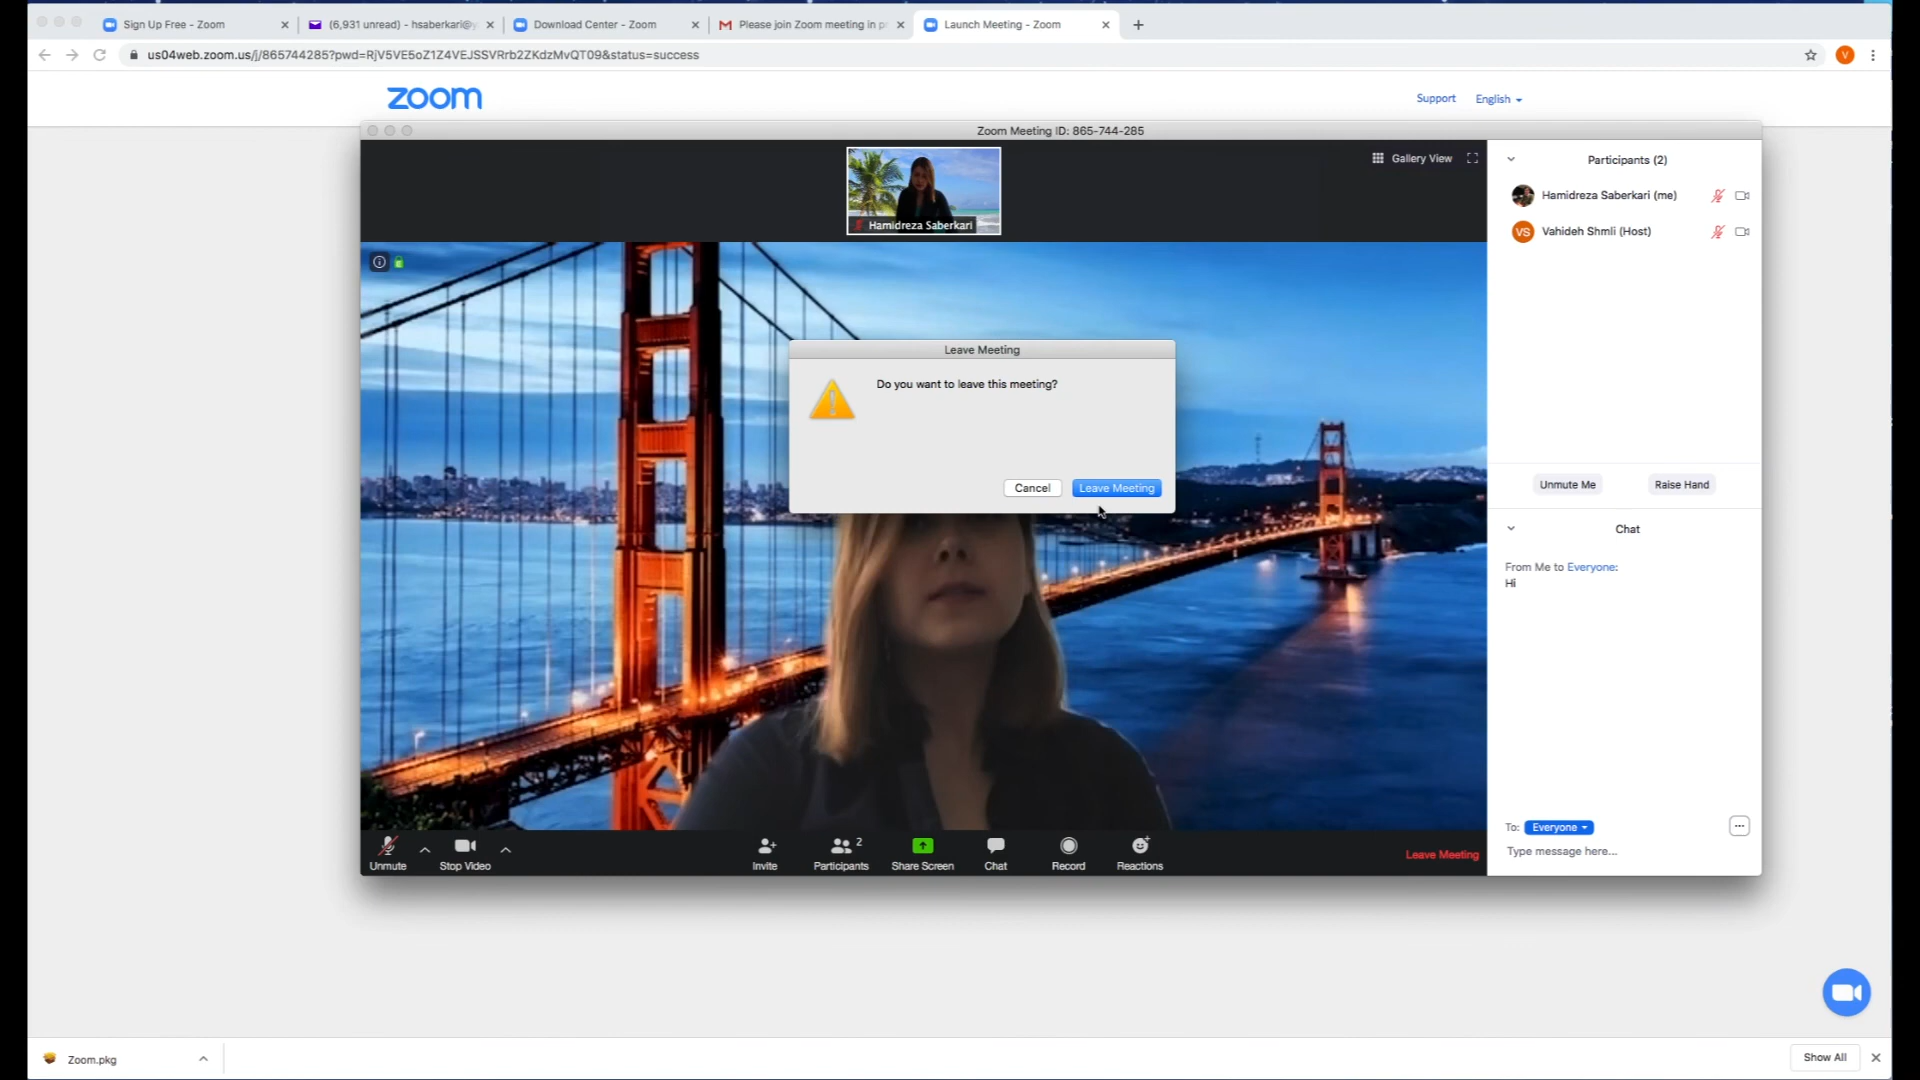 Sign Up Free - Zoom
(6,931 unread) - hsaberkari@y
Download Center - Zoom
Please join Zoom meeting in p
Launch Meeting - Zoom
us04web.zoom.us/j/865744285?pwd=RjV5VE5oZ1Z4VEJSSVRrb2ZKdzMvQT09&status=success
V
zoom
Support
English
Zoom Meeting ID: 865-744-285
Hamidreza Saberkari
Gallery View
Participants (2)
Hamidreza Saberkari (me)
VS
Vahideh Shmli (Host)
Leave Meeting
Do you want to leave this meeting?
Cancel
Leave Meeting
Unmute Me
Raise Hand
Chat
From Me to Everyone:
Hi
To: Everyone
Type message here...
Unmute
Stop Video
Invite
2
Participants
Share Screen
Chat
Record
Reactions
Leave Meeting
Zoom.pkg
Show All